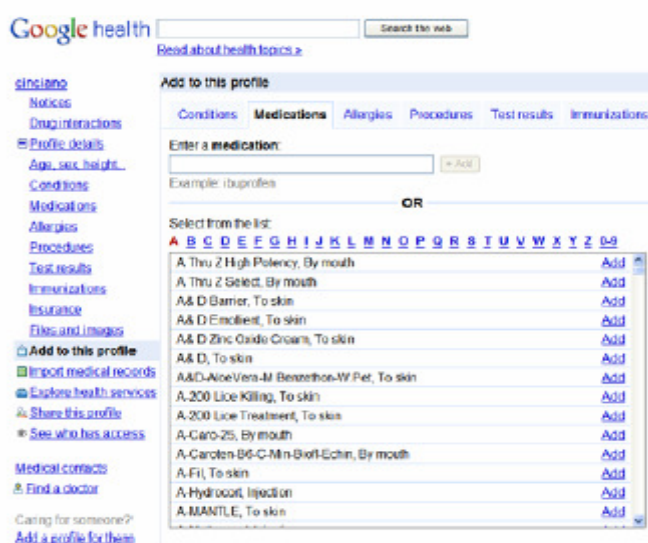 Google health
Search the web
Read about health topics »
cinciano
Notices
Drug interactions
Profile details
Age, sex, height...
Conditions
Medications
Allergies
Procedures
Test results
Immunizations
Insurance
Files and images
Add to this profile
Import medical records
Explore health services
Share this profile
See who has access
Medical contacts
Find a doctor
Caring for someone?
Add a profile for them
Add to this profile
Conditions Medications Allergies Procedures Test results Immunizations
Enter a medication:
+ Add
Example: ibuprofen
OR
Select from the list:
A B C D E F G H I J K L M N O P Q R S T U V W X Y Z 0-9
A Thru Z High Potency, By mouth Add
A Thru Z Select, By mouth Add
A& D Barrier, To skin Add
A& D Emollient, To skin Add
A& D Zinc Oxide Cream, To skin Add
A& D, To skin Add
A&D-AloeVera-M.Benzethon-W.Pet, To skin Add
A-200 Lice Killing, To skin Add
A-200 Lice Treatment, To skin Add
A-Caro-25, By mouth Add
A-Caroten-B6-C-Min-Biofl-Echin, By mouth Add
A-Fil, To skin Add
A-Hydrocort, Injection Add
A-MANTLE, To skin Add